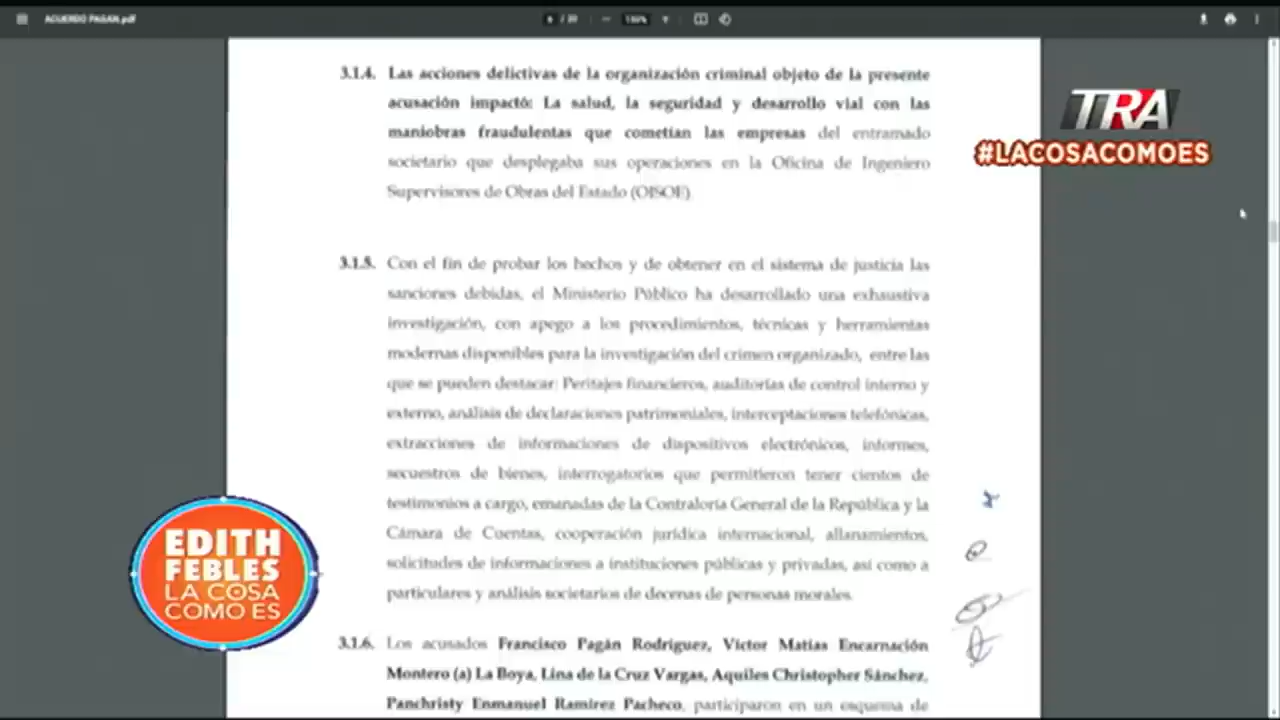 ACUERDO PAGAN.pdf
TRA
#LACOSACOMOES
3.1.4. Las acciones delictivas de la organización criminal objeto de la presente
acusación impactó: La salud, la seguridad y desarrollo vial con las
maniobras fraudulentas que cometían las empresas del entramado
societario que desplegaba sus operaciones en la Oficina de Ingeniero
Supervisores de Obras del Estado (OISOE).
3.1.5. Con el fin de probar los hechos y de obtener en el sistema de justicia las
sanciones debidas, el Ministerio Público ha desarrollado una exhaustiva
investigación, con apego a los procedimientos, técnicas y herramientas
modernas disponibles para la investigación del crimen organizado, entre las
que se pueden destacar: Peritajes financieros, auditorías de control interno y
externo, análisis de declaraciones patrimoniales, interceptaciones telefónicas,
extracciones de informaciones de dispositivos electrónicos, informes,
secuestros de bienes, interrogatorios que permitieron tener cientos de
testimonios a cargo, emanadas de la Contraloría General de la República y la
Cámara de Cuentas, cooperación jurídica internacional, allanamientos,
solicitudes de informaciones a instituciones públicas y privadas, así como a
particulares y análisis societarios de decenas de personas morales.
3.1.6. Los acusados Francisco Pagán Rodríguez, Víctor Matías Encarnación
Montero (a) La Boya, Lina de la Cruz Vargas, Aquiles Christopher Sánchez,
Panchristy Enmanuel Ramírez Pacheco, participaron en un esquema de
EDITH
FEBLES
LA COSA
COMO ES